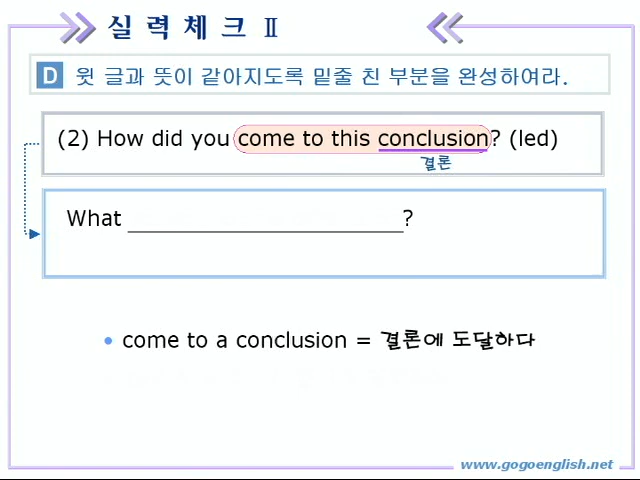 실력체크 Ⅱ
D 윗 글과 뜻이 같아지도록 밑줄 친 부분을 완성하여라.
(2) How did you come to this conclusion? (led)
결론
What ____________________?
• come to a conclusion = 결론에 도달하다
www.gogoenglish.net